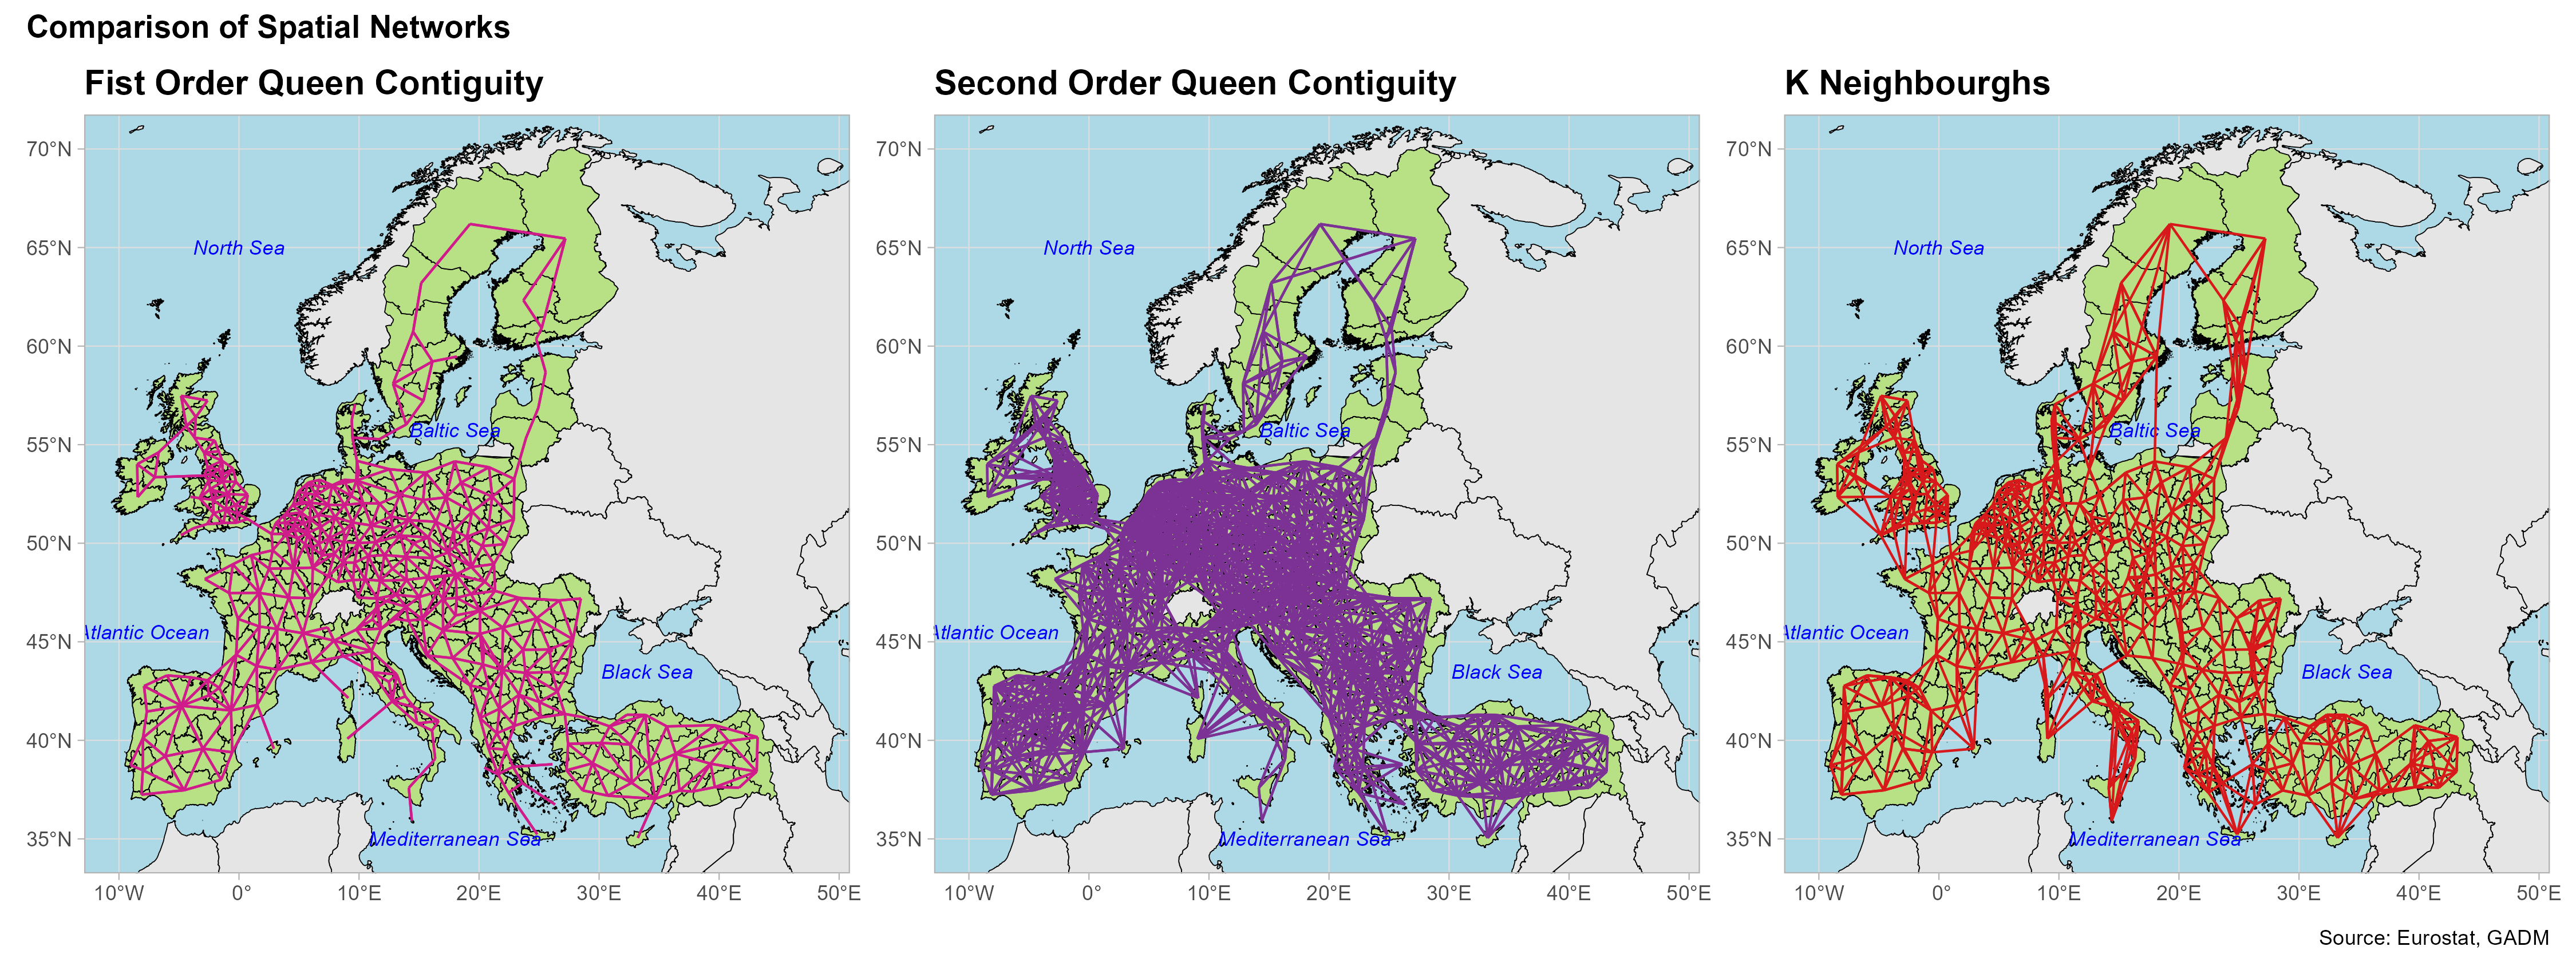 Comparison of Spatial Networks
Fist Order Queen Contiguity
70°N
65°N
60°N
55°N
50°N
45°N
40°N
35°N
North Sea
Baltic Sea
Atlantic Ocean
Black Sea
Mediterranean Sea
10°W 0° 10°E 20°E 30°E 40°E 50°E
Second Order Queen Contiguity
70°N
65°N
60°N
55°N
50°N
45°N
40°N
35°N
North Sea
Baltic Sea
Atlantic Ocean
Black Sea
Mediterranean Sea
10°W 0° 10°E 20°E 30°E 40°E 50°E
K Neighbourghs
70°N
65°N
60°N
55°N
50°N
45°N
40°N
35°N
North Sea
Baltic Sea
Atlantic Ocean
Black Sea
Mediterranean Sea
10°W 0° 10°E 20°E 30°E 40°E 50°E
Source: Eurostat, GADM